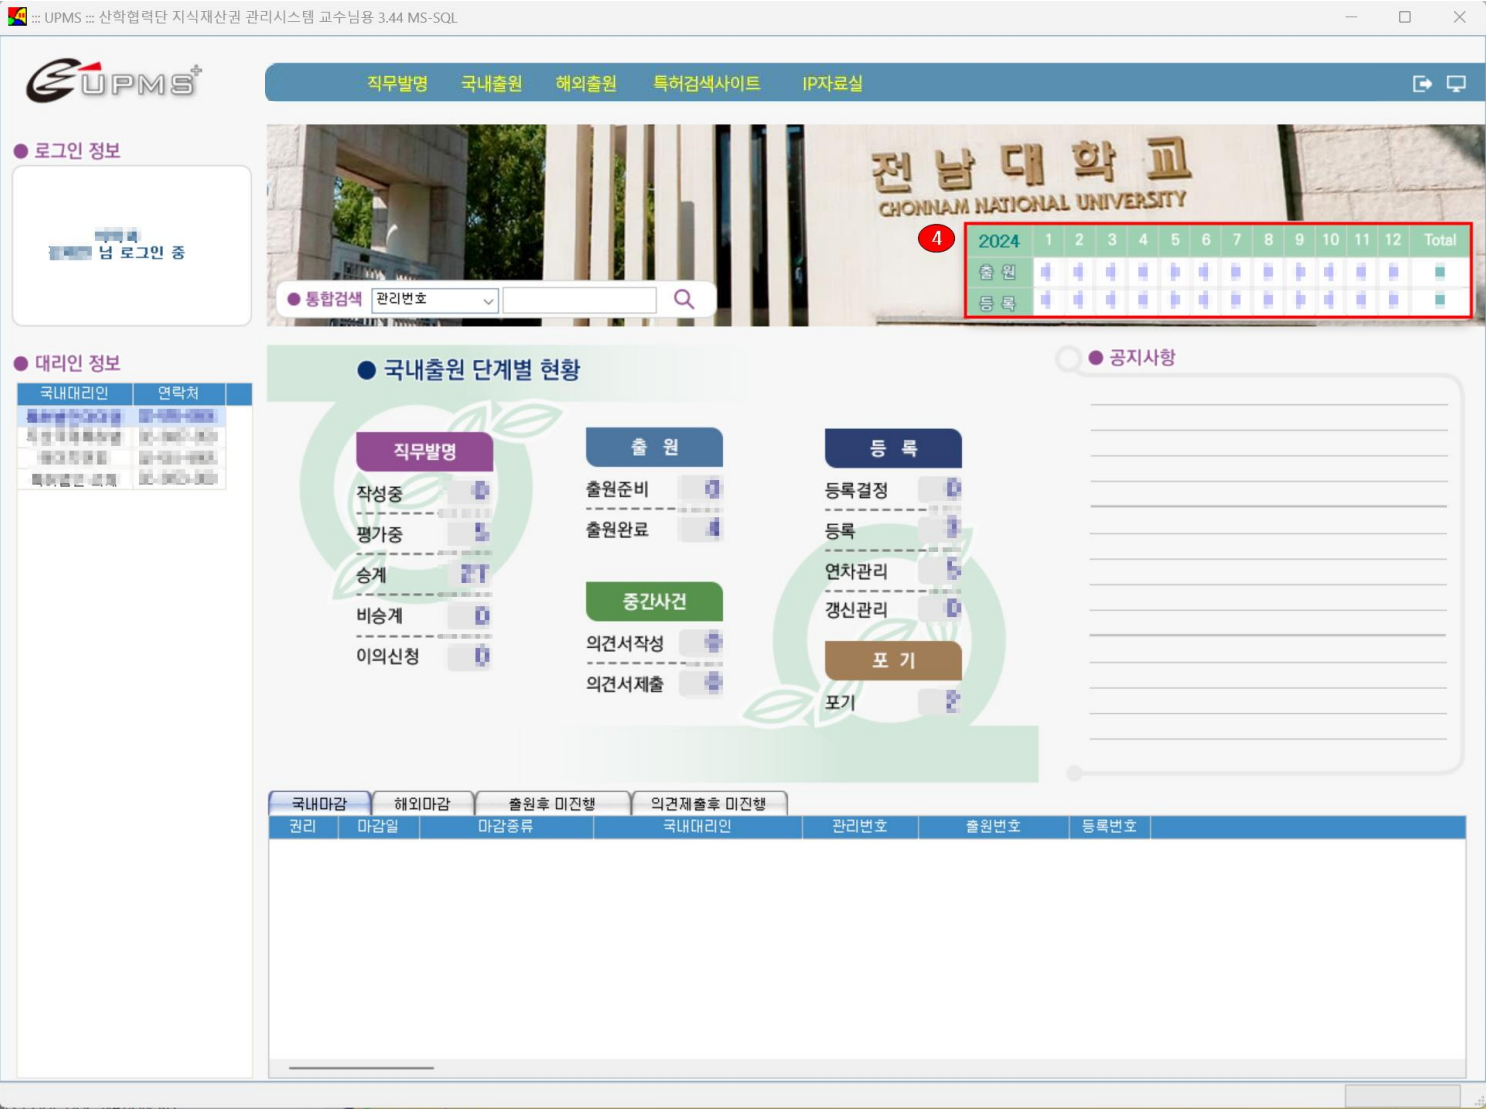 ::: UPMS ::: 산학협력단 지식재산권 관리시스템 교수님용 3.44 MS-SQL
UPMS+
직무발명 국내출원 해외출원 특허검색사이트 IP자료실
로그인 정보
님 로그인 중
전남대학교
CHONNAM NATIONAL UNIVERSITY
4
2024 1 2 3 4 5 6 7 8 9 10 11 12 Total
출 원
등 록
통합검색 관리번호
대리인 정보
국내대리인 연락처
국내출원 단계별 현황
직무발명
작성중 0
평가중 5
승계 21
비승계 0
이의신청 0
출 원
출원준비 0
출원완료 4
중간사건
의견서작성
의견서제출
등 록
등록결정 0
등록 3
연차관리 5
갱신관리 0
포 기
포기 2
공지사항
국내마감 해외마감 출원후 미진행 의견제출후 미진행
권리 마감일 마감종류 국내대리인 관리번호 출원번호 등록번호